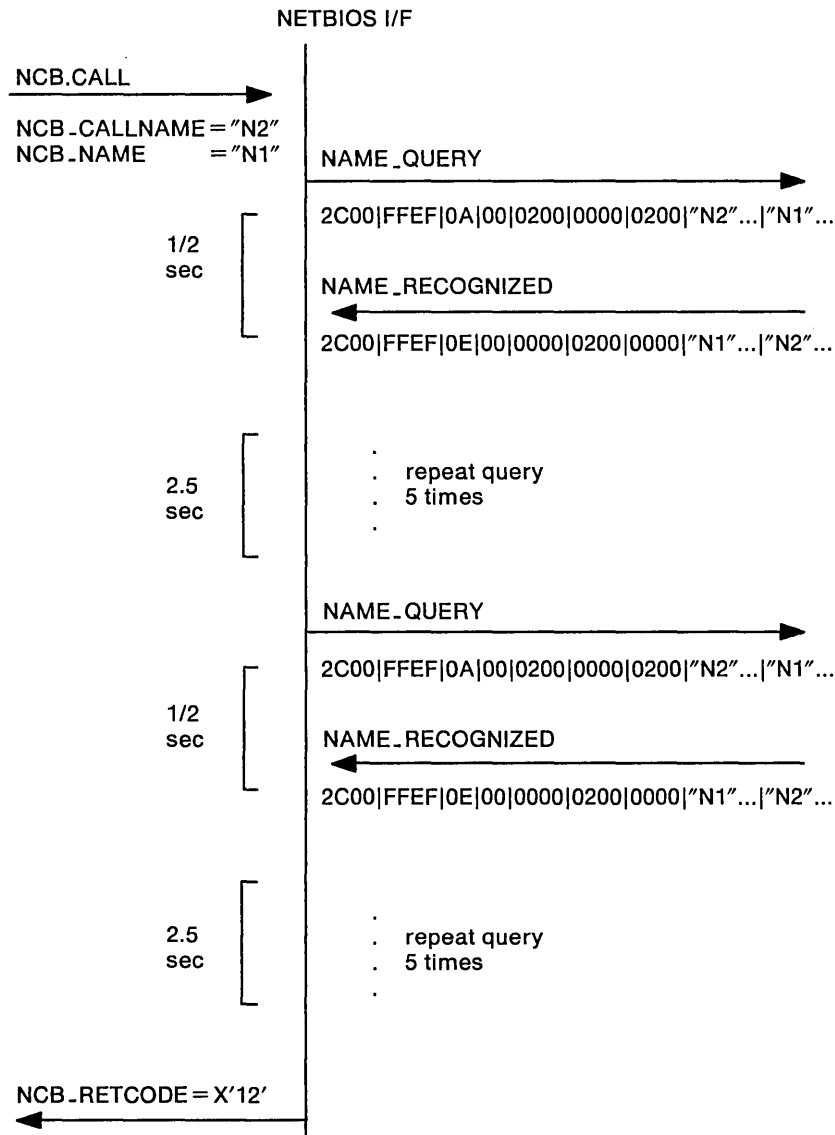 NETBIOS I/F
NCB.CALL
NCB_CALLNAME="N2"
NCB_NAME ="N1"
NAME_QUERY
2C00|FFEF|0A|00|0200|0000|0200|"N2"...|"N1"...
1/2
sec
NAME_RECOGNIZED
2C00|FFEF|0E|00|0000|0200|0000|"N1"...|"N2"...
2.5
sec
.
. repeat query
. 5 times
.
NAME_QUERY
2C00|FFEF|0A|00|0200|0000|0200|"N2"...|"N1"...
1/2
sec
NAME_RECOGNIZED
2C00|FFEF|0E|00|0000|0200|0000|"N1"...|"N2"...
2.5
sec
.
. repeat query
. 5 times
.
NCB_RETCODE=X'12'